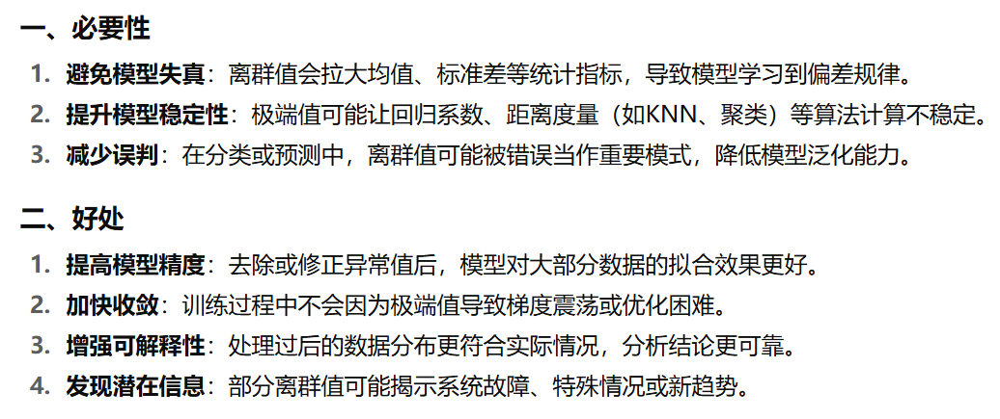 一、必要性
1. 避免模型失真：离群值会拉大均值、标准差等统计指标，导致模型学习到偏差规律。
2. 提升模型稳定性：极端值可能让回归系数、距离度量（如KNN、聚类）等算法计算不稳定。
3. 减少误判：在分类或预测中，离群值可能被错误当作重要模式，降低模型泛化能力。
二、好处
1. 提高模型精度：去除或修正异常值后，模型对大部分数据的拟合效果更好。
2. 加快收敛：训练过程中不会因为极端值导致梯度震荡或优化困难。
3. 增强可解释性：处理过后的数据分布更符合实际情况，分析结论更可靠。
4. 发现潜在信息：部分离群值可能揭示系统故障、特殊情况或新趋势。